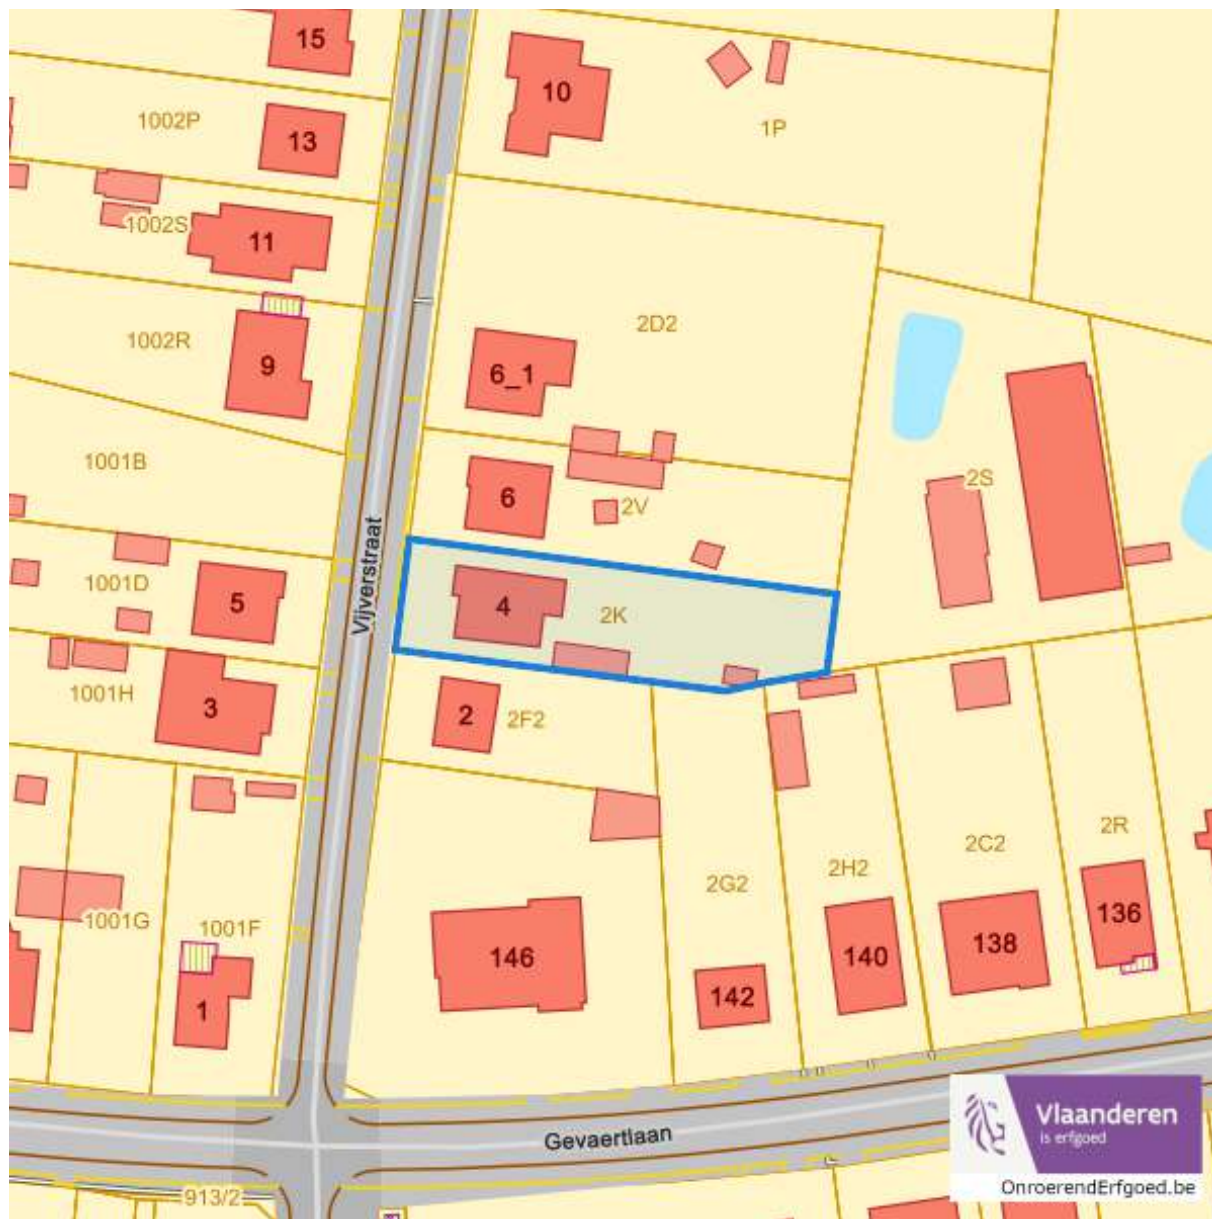 15
10
1002P
13
1P
1002S
11
2D2
1002R
9
6_1
1001B
2S
6
2V
Vijverstraat
1001D
5
4
2K
1001H
3
2
2F2
2R
2C2
2H2
2G2
1001G
1001F
136
146
138
140
142
1
Gevaertlaan
Vlaanderen
is erfgoed
OnroerendErfgoed.be
913/2